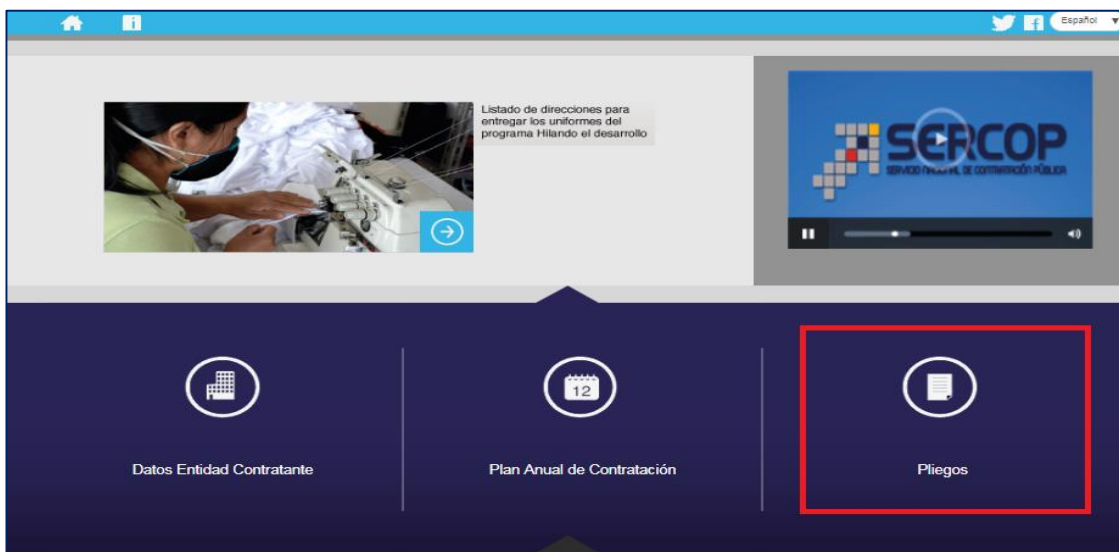 Español
Listado de direcciones para
entregar los uniformes del
programa Hilando el desarrollo
SERCOP
SERVICIO NACIONAL DE CONTRATACIÓN PÚBLICA
12
Datos Entidad Contratante
Plan Anual de Contratación
Pliegos